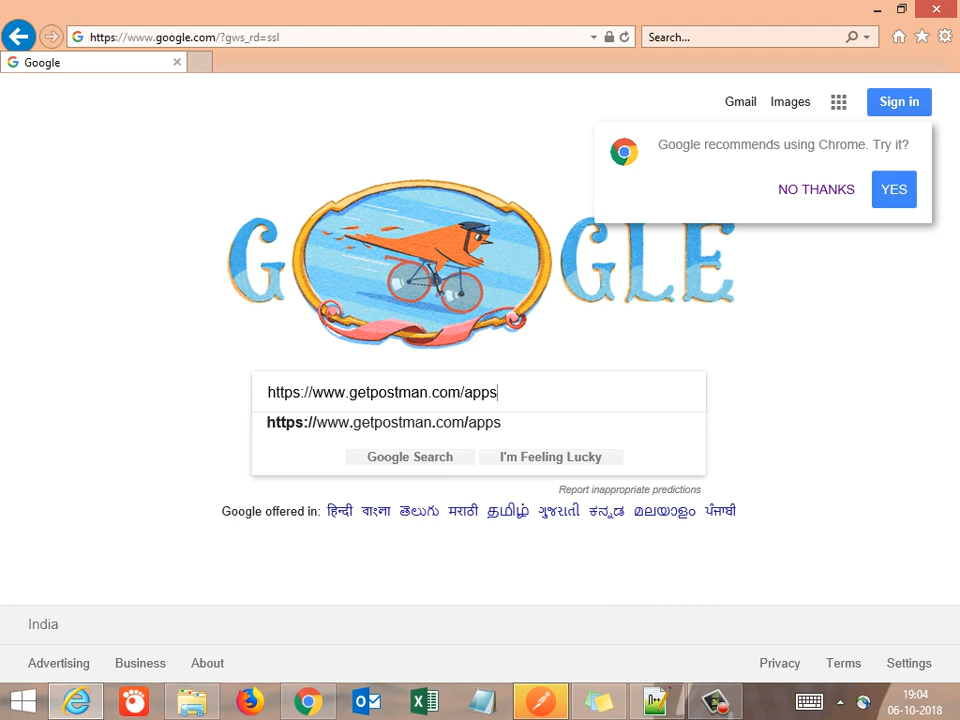 https://www.google.com/?gws_rd=ssl
Search...
Google
Gmail Images Sign in
Google recommends using Chrome. Try it?
NO THANKS YES
GOOGLE
https://www.getpostman.com/apps
https://www.getpostman.com/apps
Google Search I'm Feeling Lucky
Report inappropriate predictions
Google offered in: हिन्दी বাংলা తెలుగు मराठी தமிழ் ગુજરાતી ಕನ್ನಡ മലയാളം ਪੰਜਾਬੀ
India
Advertising Business About Privacy Terms Settings
19:04
06-10-2018